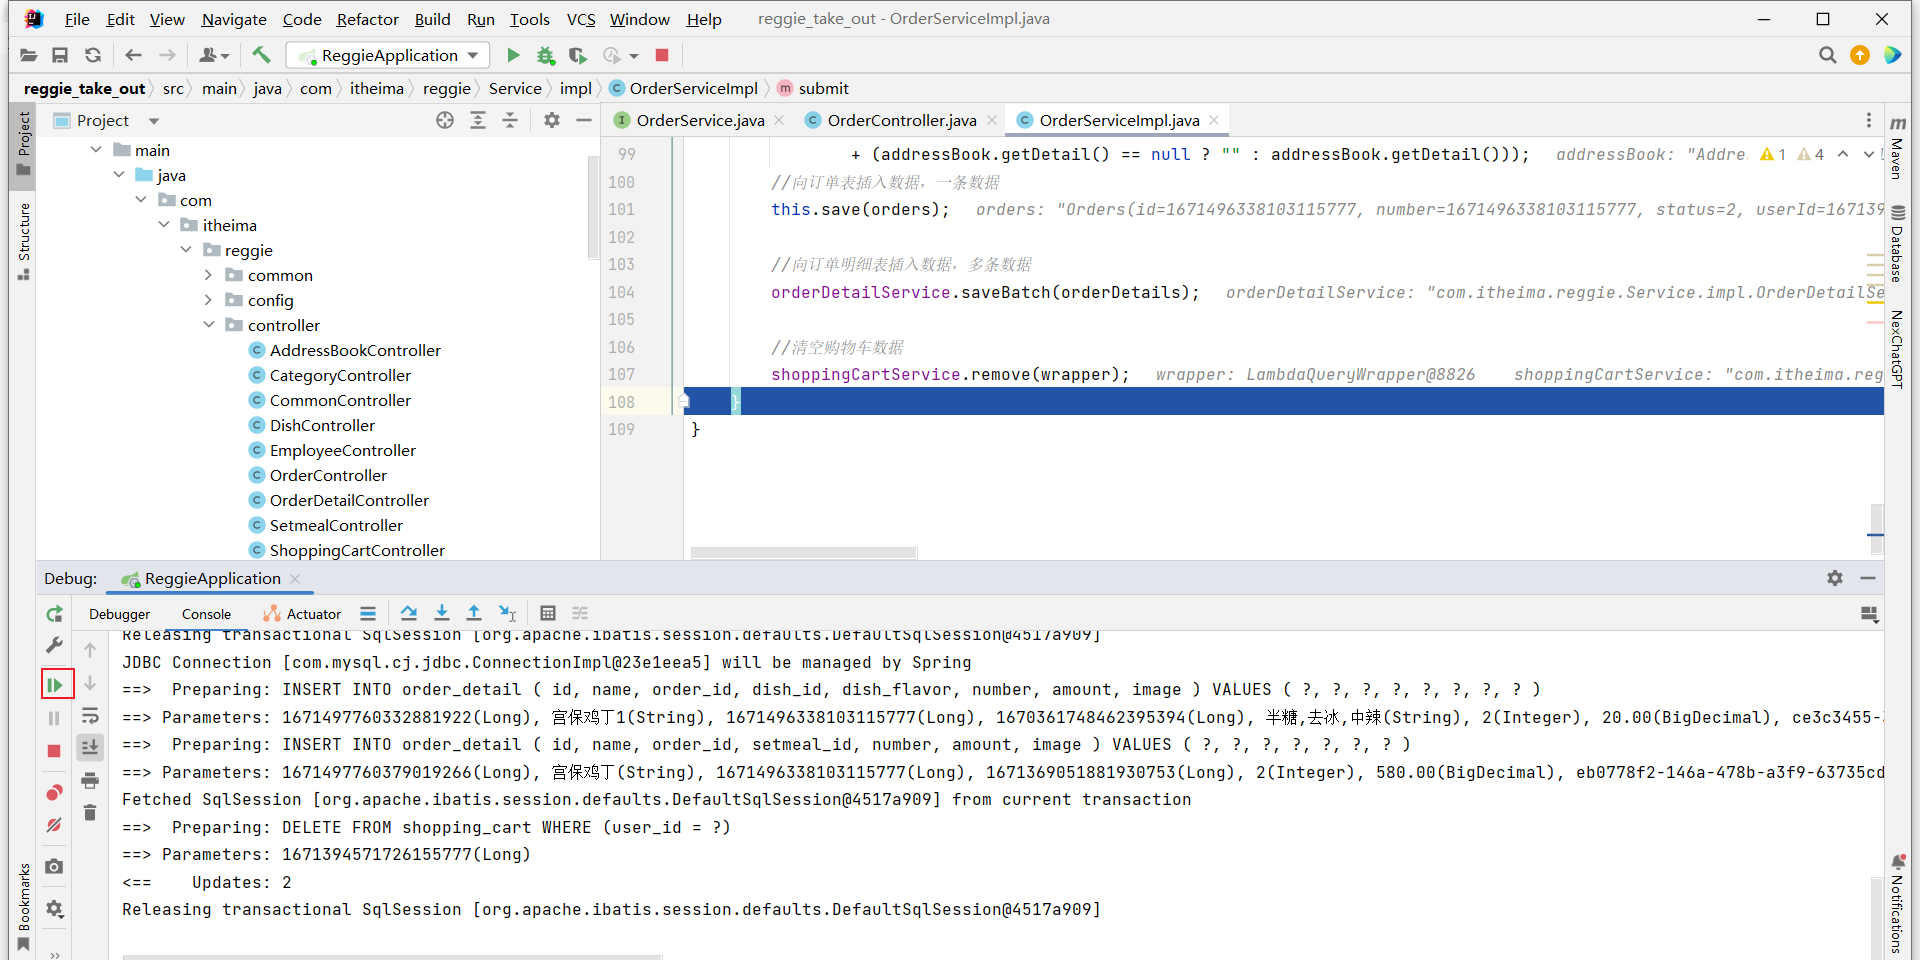 File Edit View Navigate Code Refactor Build Run Tools VCS Window Help reggie_take_out - OrderServiceImpl.java
ReggieApplication
reggie_take_out src main java com itheima reggie Service impl OrderServiceImpl submit
Project
OrderService.java OrderController.java OrderServiceImpl.java
main
java
com
itheima
reggie
common
config
controller
AddressBookController
CategoryController
CommonController
DishController
EmployeeController
OrderController
OrderDetailController
SetmealController
ShoppingCartController
99 + (addressBook.getDetail() == null ? "" : addressBook.getDetail())); addressBook: "Addre 1 4
100 //向订单表插入数据，一条数据
101 this.save(orders); orders: "Orders(id=1671496338103115777, number=1671496338103115777, status=2, userId=167139
102
103 //向订单明细表插入数据，多条数据
104 orderDetailService.saveBatch(orderDetails); orderDetailService: "com.itheima.reggie.Service.impl.OrderDetailSe
105
106 //清空购物车数据
107 shoppingCartService.remove(wrapper); wrapper: LambdaQueryWrapper@8826 shoppingCartService: "com.itheima.reg
108 }
109 }
Project
Structure
Bookmarks
Maven
Database
NexChatGPT
Notifications
Debug: ReggieApplication
Debugger Console Actuator
Releasing transactional SqlSession [org.apache.ibatis.session.defaults.DefaultSqlSession@4517a909]
JDBC Connection [com.mysql.cj.jdbc.ConnectionImpl@23e1eea5] will be managed by Spring
==> Preparing: INSERT INTO order_detail ( id, name, order_id, dish_id, dish_flavor, number, amount, image ) VALUES ( ?, ?, ?, ?, ?, ?, ?, ? )
==> Parameters: 1671497760332881922(Long), 宫保鸡丁1(String), 1671496338103115777(Long), 1670361748462395394(Long), 半糖,去冰,中辣(String), 2(Integer), 20.00(BigDecimal), ce3c3455-
==> Preparing: INSERT INTO order_detail ( id, name, order_id, setmeal_id, number, amount, image ) VALUES ( ?, ?, ?, ?, ?, ?, ? )
==> Parameters: 1671497760379019266(Long), 宫保鸡丁(String), 1671496338103115777(Long), 1671369051881930753(Long), 2(Integer), 580.00(BigDecimal), eb0778f2-146a-478b-a3f9-63735cd
Fetched SqlSession [org.apache.ibatis.session.defaults.DefaultSqlSession@4517a909] from current transaction
==> Preparing: DELETE FROM shopping_cart WHERE (user_id = ?)
==> Parameters: 1671394571726155777(Long)
<== Updates: 2
Releasing transactional SqlSession [org.apache.ibatis.session.defaults.DefaultSqlSession@4517a909]